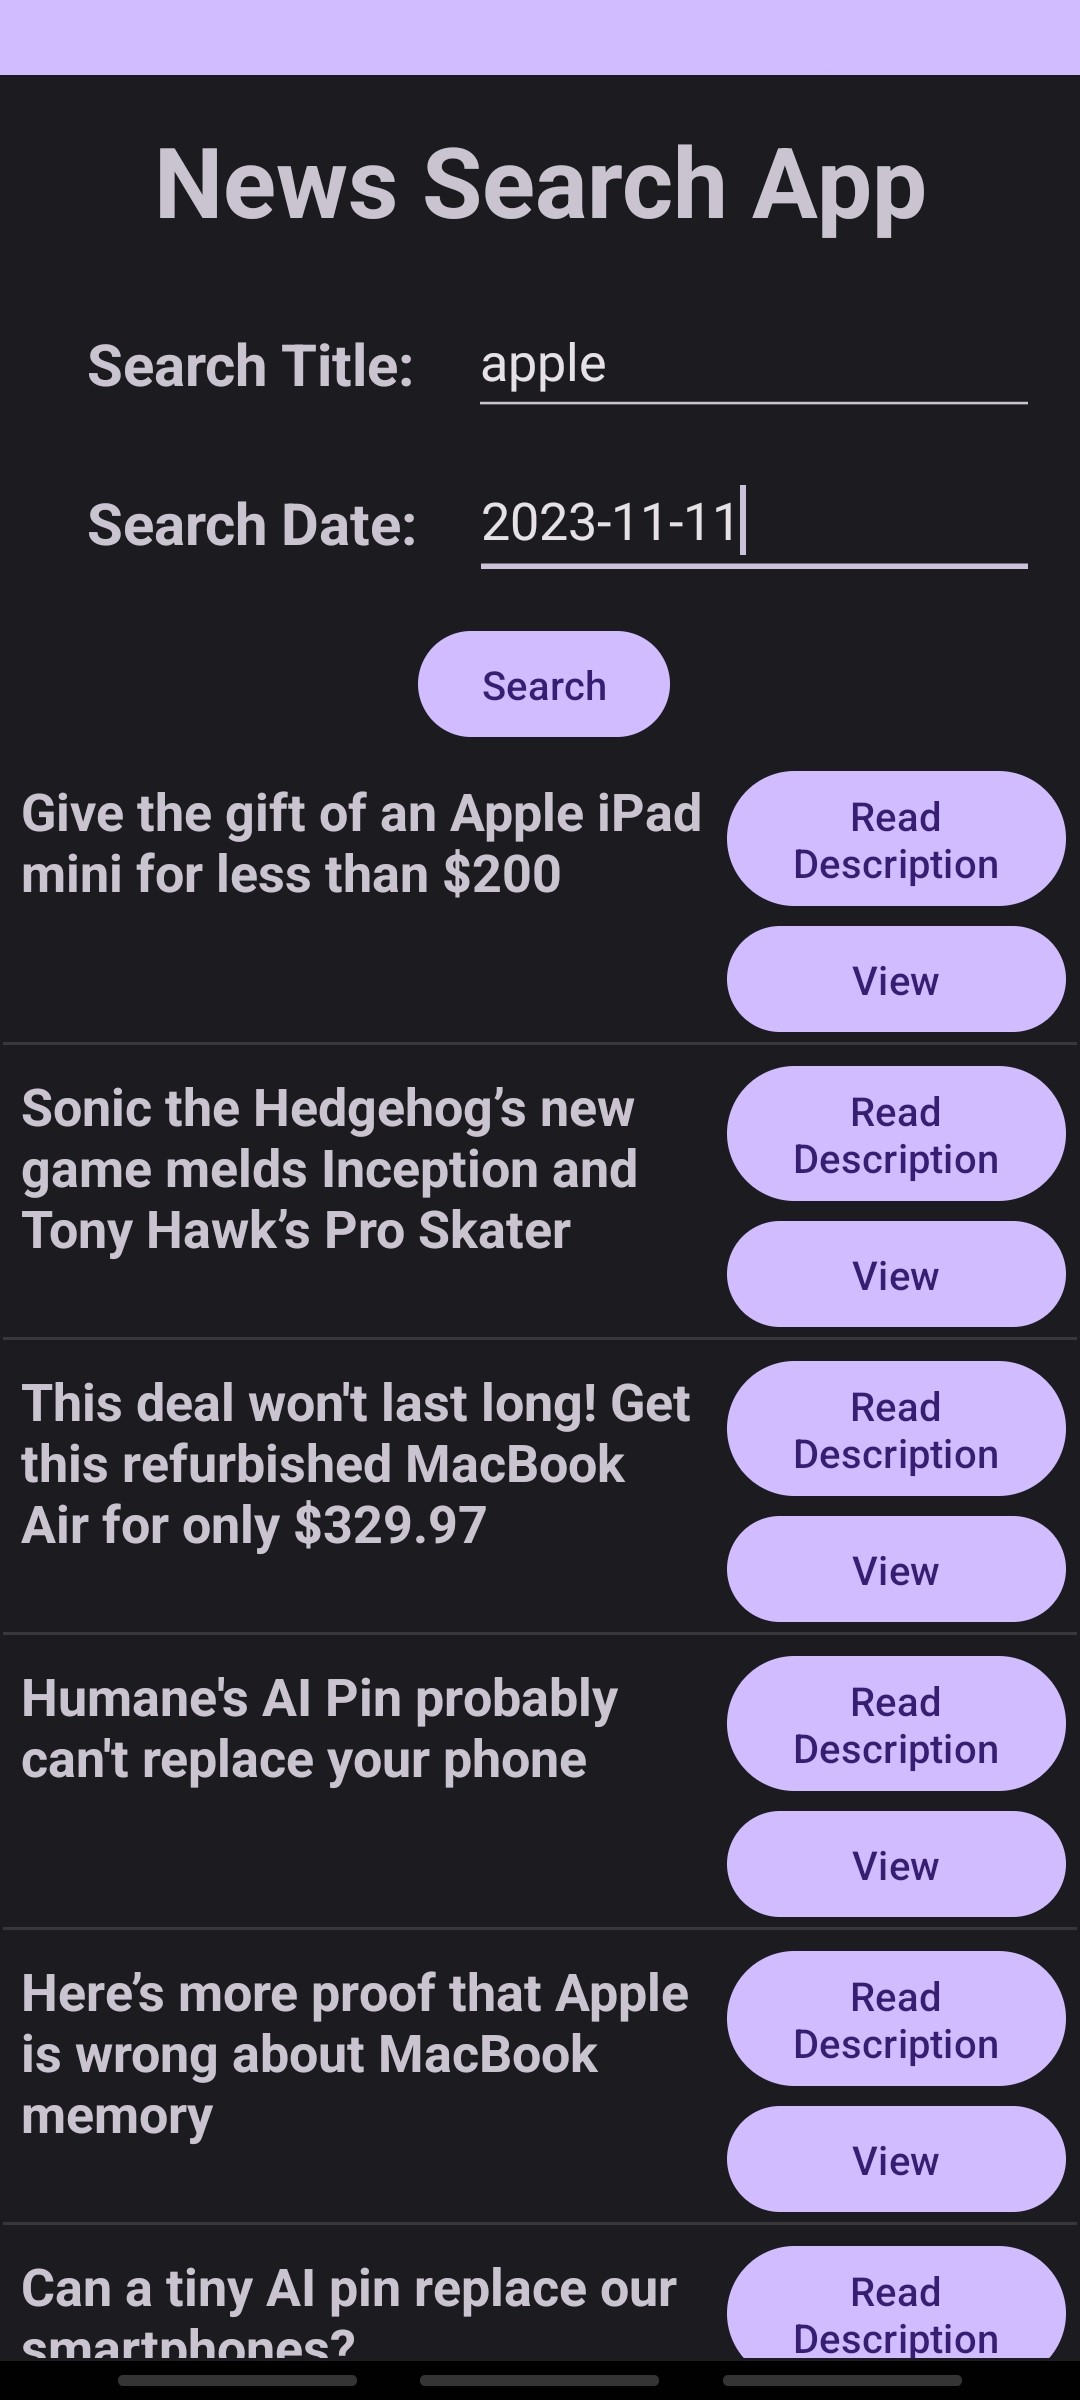 News Search App
Search Title:
apple
Search Date:
2023-11-11
Search
Give the gift of an Apple iPad
mini for less than $200
Read
Description
View
Sonic the Hedgehog’s new
game melds Inception and
Tony Hawk’s Pro Skater
Read
Description
View
This deal won't last long! Get
this refurbished MacBook
Air for only $329.97
Read
Description
View
Humane's AI Pin probably
can't replace your phone
Read
Description
View
Here’s more proof that Apple
is wrong about MacBook
memory
Read
Description
View
Can a tiny AI pin replace our
smartphones?
Read
Description